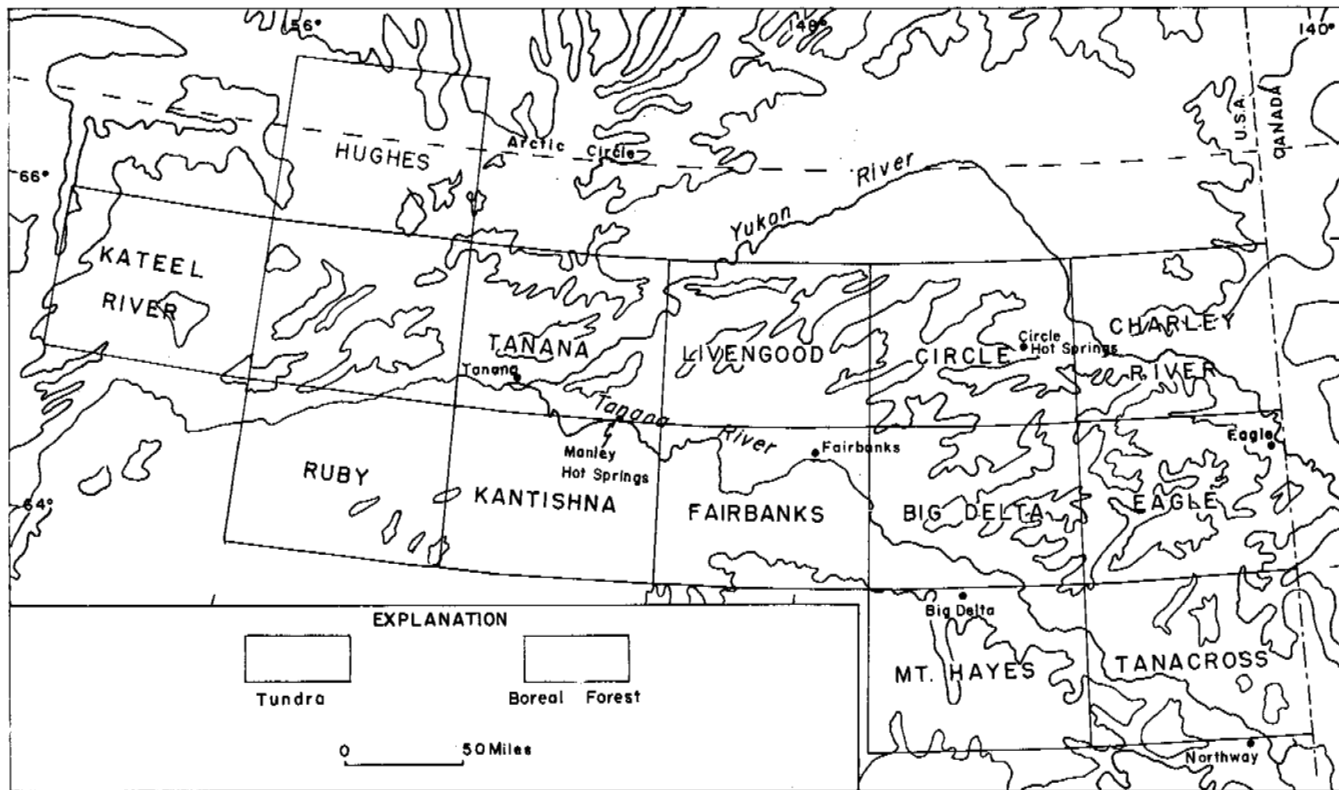 156°
148°
140°
U.S.A.
CANADA
Arctic Circle
HUGHES
66°
River
Yukon
KATEEL
RIVER
CHARLEY
RIVER
TANANA
LIVENGOOD
CIRCLE
Circle
Hot Springs
Tanana
Tanana
River
Manley
Hot Springs
Fairbanks
Eagle
RUBY
64°
KANTISHNA
FAIRBANKS
BIG DELTA
EAGLE
Big Delta
MT. HAYES
TANACROSS
Northway
EXPLANATION
Tundra
Boreal Forest
0
50 Miles